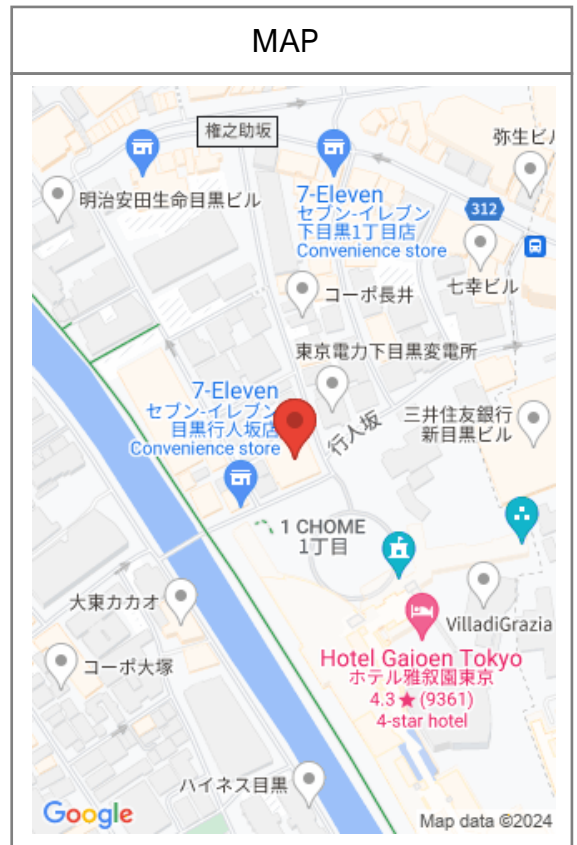 MAP
権之助坂
弥生ビ
明治安田生命目黒ビル
7-Eleven
セブン-イレブン
下目黒1丁目店
Convenience store
312
七幸ビル
コーポ長井
東京電力下目黒変電所
7-Eleven
セブン-イレブン
目黒行人坂店
Convenience store
行人坂
三井住友銀行
新目黒ビル
1 CHOME
1丁目
大東カカオ
VilladiGrazia
コーポ大塚
Hotel Gajoen Tokyo
ホテル雅叙園東京
4.3★(9361)
4-star hotel
ハイネス目黒
Google
Map data ©2024